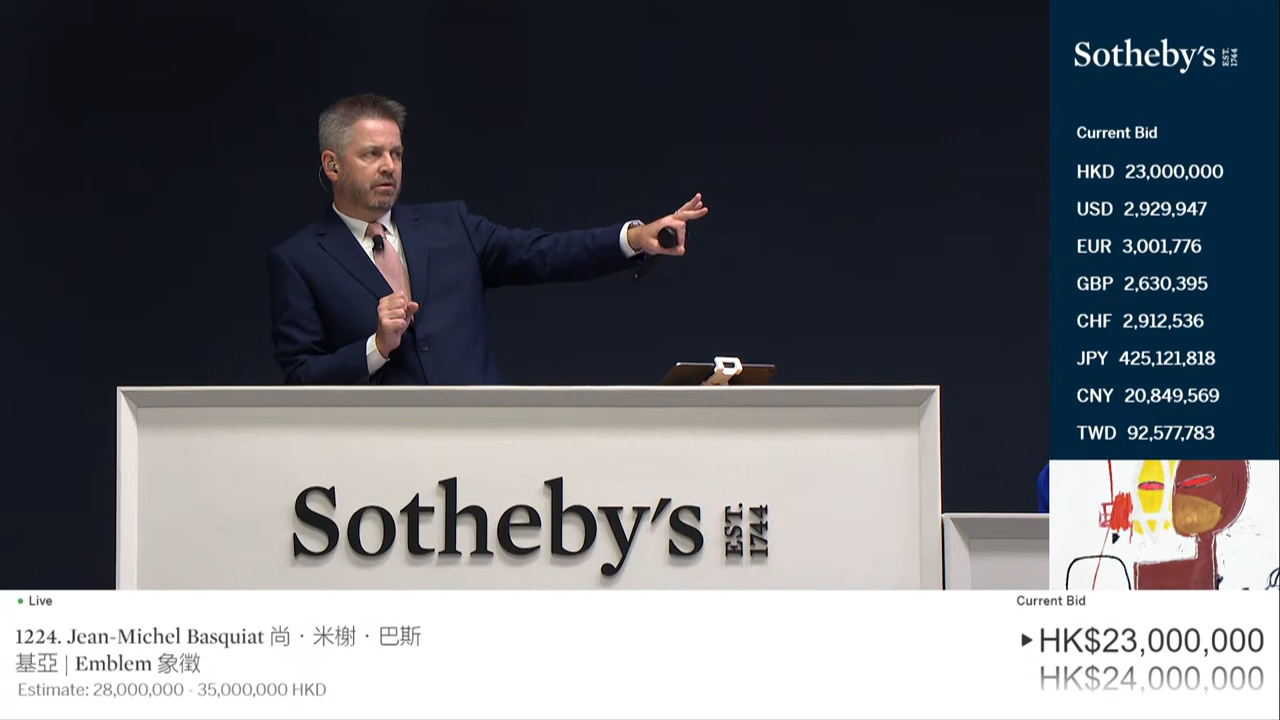 Sotheby's EST. 1744
Current Bid
HKD 23,000,000
USD 2,929,947
EUR 3,001,776
GBP 2,630,395
CHF 2,912,536
JPY 425,121,818
CNY 20,849,569
TWD 92,577,783
Sotheby's EST. 1744
Live
1224. Jean-Michel Basquiat 尚·米榭·巴斯
基亞 | Emblem 象徵
Estimate: 28,000,000 - 35,000,000 HKD
Current Bid
HK$23,000,000
HK$24,000,000